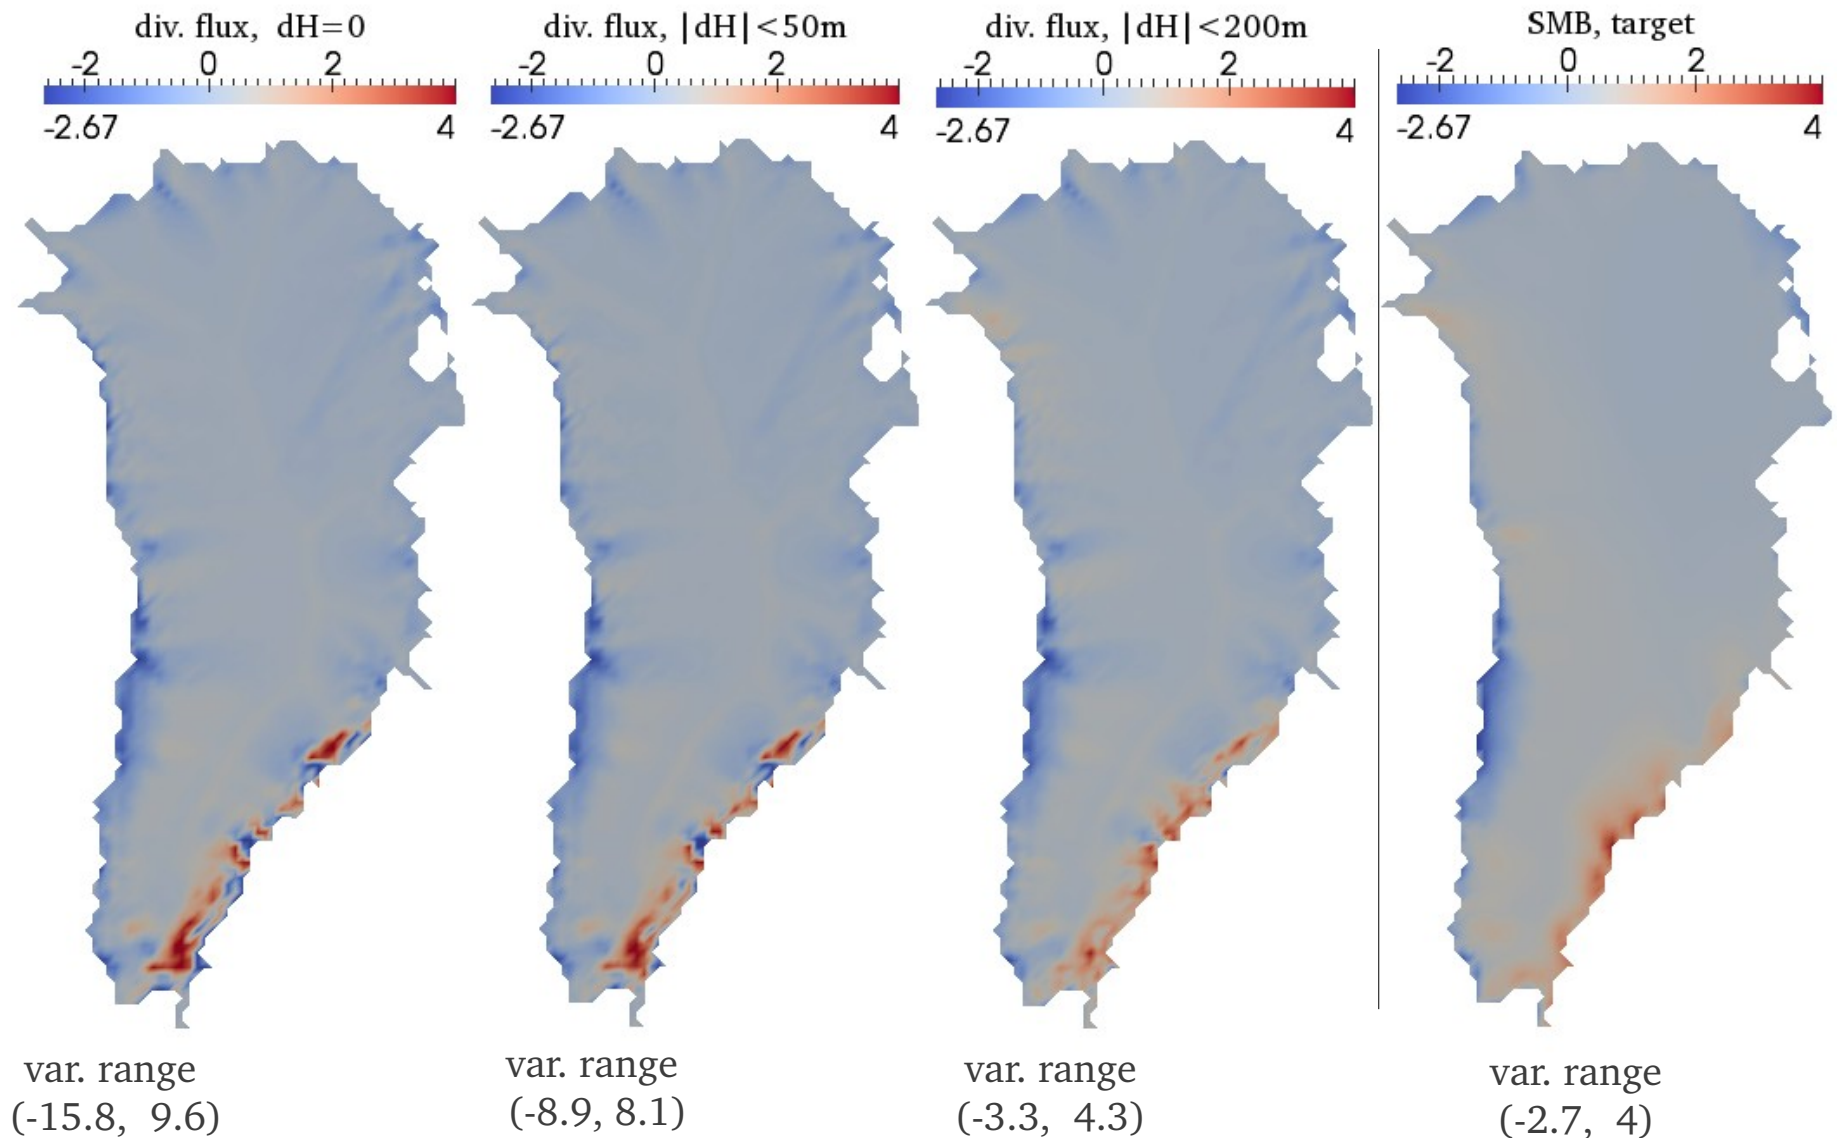 div. flux, dH=0
-2 0 2
-2.67 4
div. flux, |dH|<50m
-2 0 2
-2.67 4
div. flux, |dH|<200m
-2 0 2
-2.67 4
SMB, target
-2 0 2
-2.67 4
var. range
(-15.8, 9.6)
var. range
(-8.9, 8.1)
var. range
(-3.3, 4.3)
var. range
(-2.7, 4)